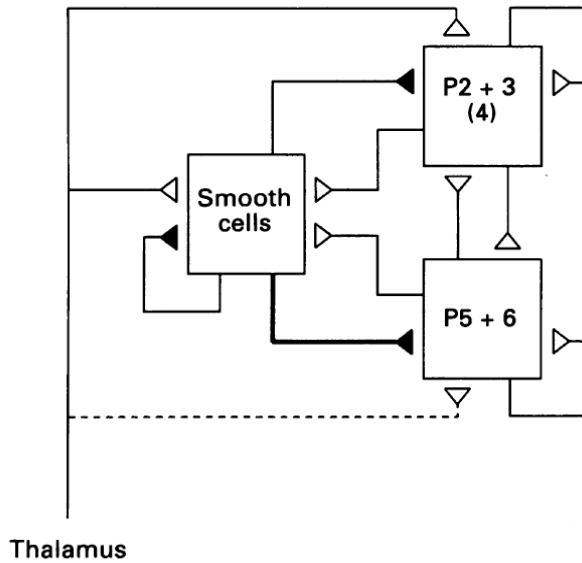 P2 + 3
(4)
Smooth
cells
P5 + 6
Thalamus